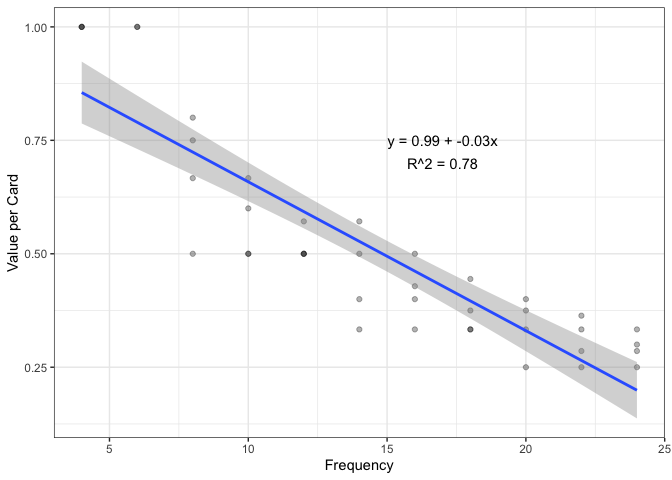 1.00
0.75
0.50
0.25
Value per Card
y = 0.99 + -0.03x
R^2 = 0.78
5
10
15
20
25
Frequency